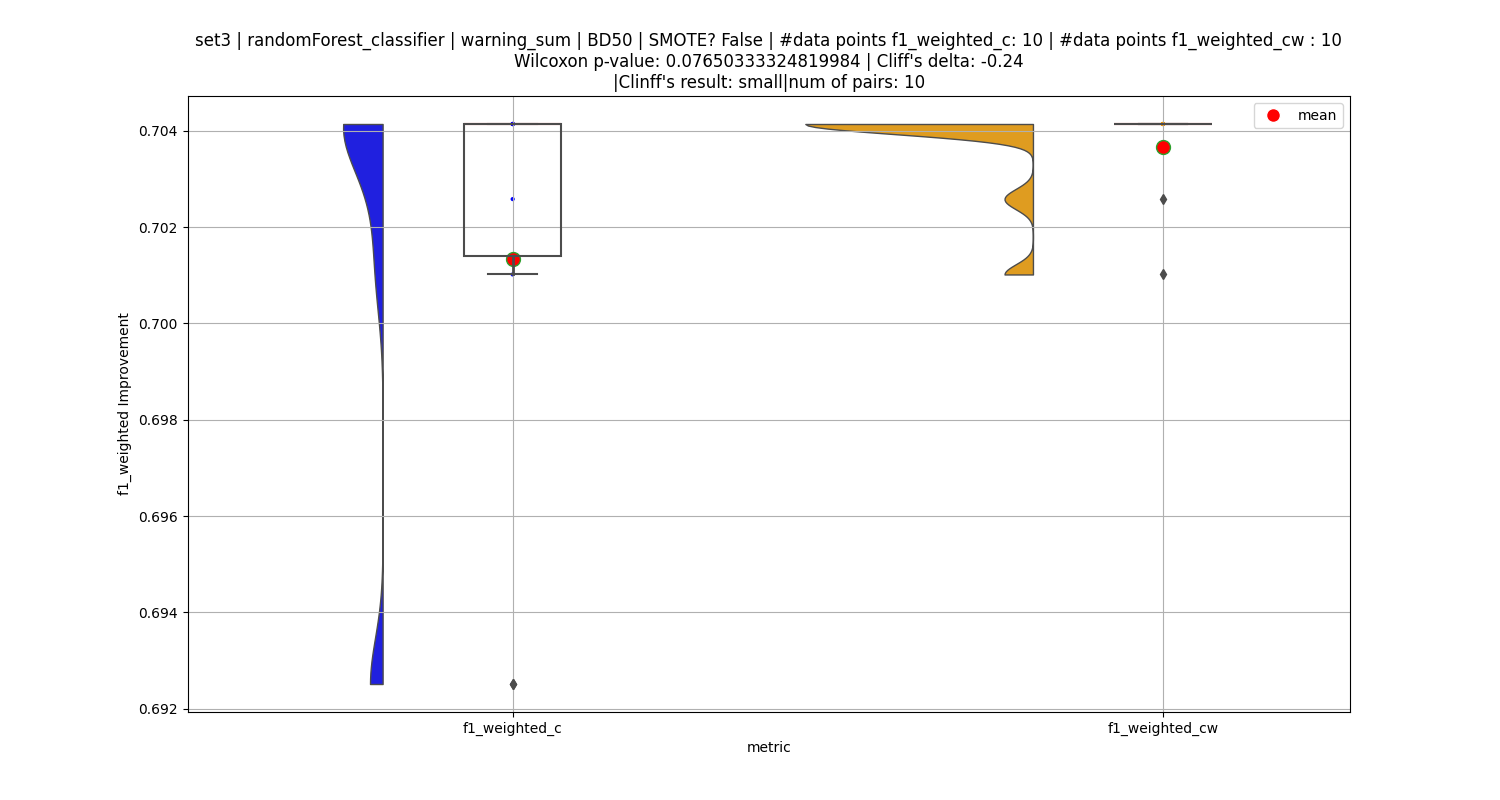 set3 | randomForest_classifier | warning_sum | BD50 | SMOTE? False | #data points f1_weighted_c: 10 | #data points f1_weighted_cw : 10
Wilcoxon p-value: 0.07650333324819984 | Cliff's delta: -0.24
|Clinff's result: small|num of pairs: 10
mean
0.704
0.702
0.700
0.698
0.696
0.694
0.692
f1_weighted Improvement
f1_weighted_c
f1_weighted_cw
metric